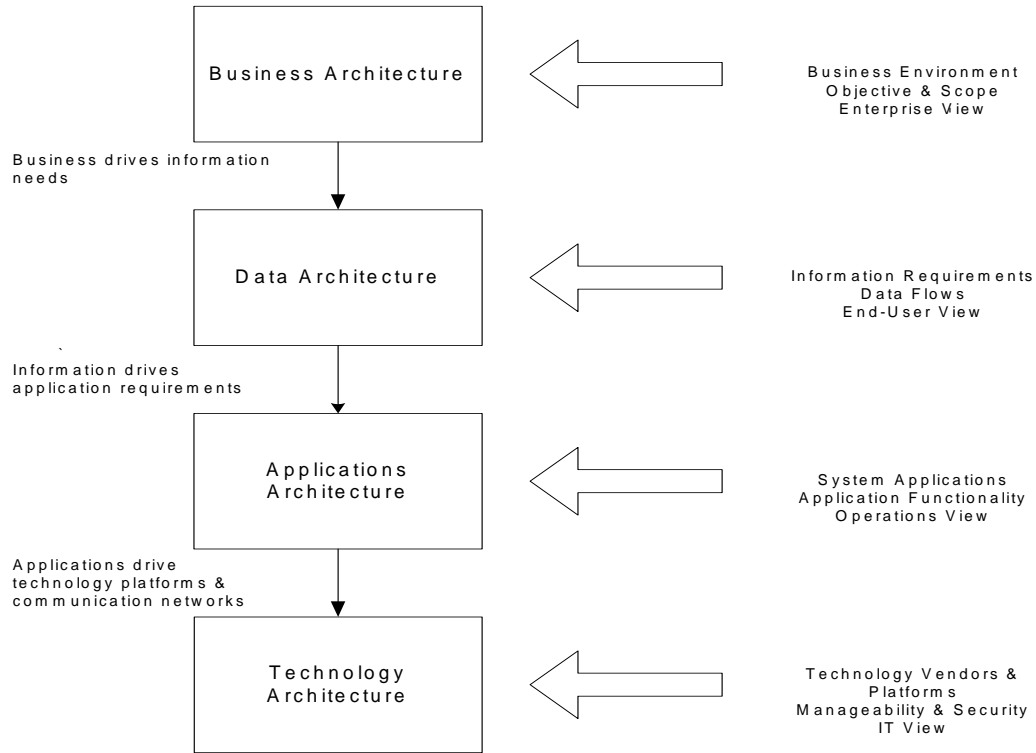 Business Architecture
Business Environment
Objective & Scope
Enterprise View
Business drives information
needs
Data Architecture
Information Requirements
Data Flows
End-User View
`
Information drives
application requirements
Applications
Architecture
System Applications
Application Functionality
Operations View
Applications drive
technology platforms &
communication networks
Technology
Architecture
Technology Vendors &
Platforms
Manageability & Security
IT View